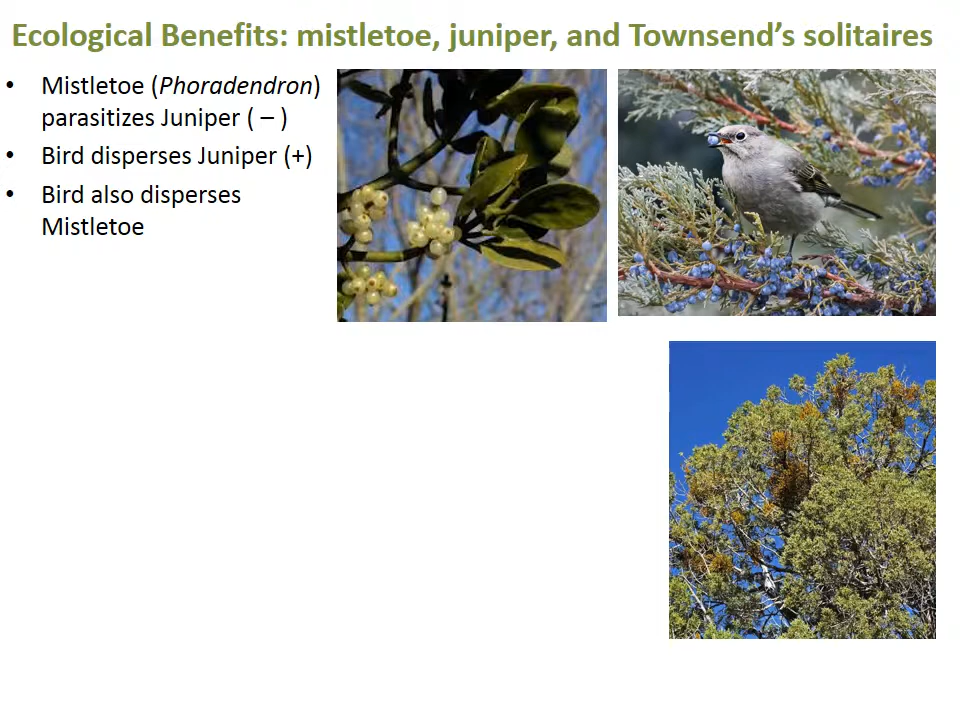 Ecological Benefits: mistletoe, juniper, and Townsend’s solitaires
• Mistletoe (Phoradendron)
parasitizes Juniper ( – )
• Bird disperses Juniper (+)
• Bird also disperses
Mistletoe